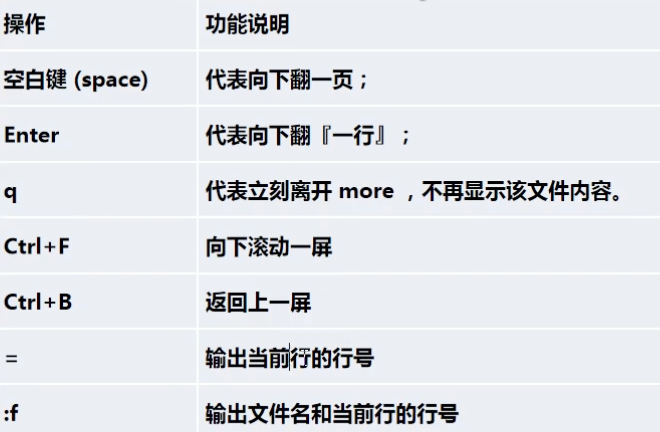 操作 功能说明
空白键 (space) 代表向下翻一页；
Enter 代表向下翻『一行』；
q 代表立刻离开 more ，不再显示该文件内容。
Ctrl+F 向下滚动一屏
Ctrl+B 返回上一屏
= 输出当前行的行号
:f 输出文件名和当前行的行号